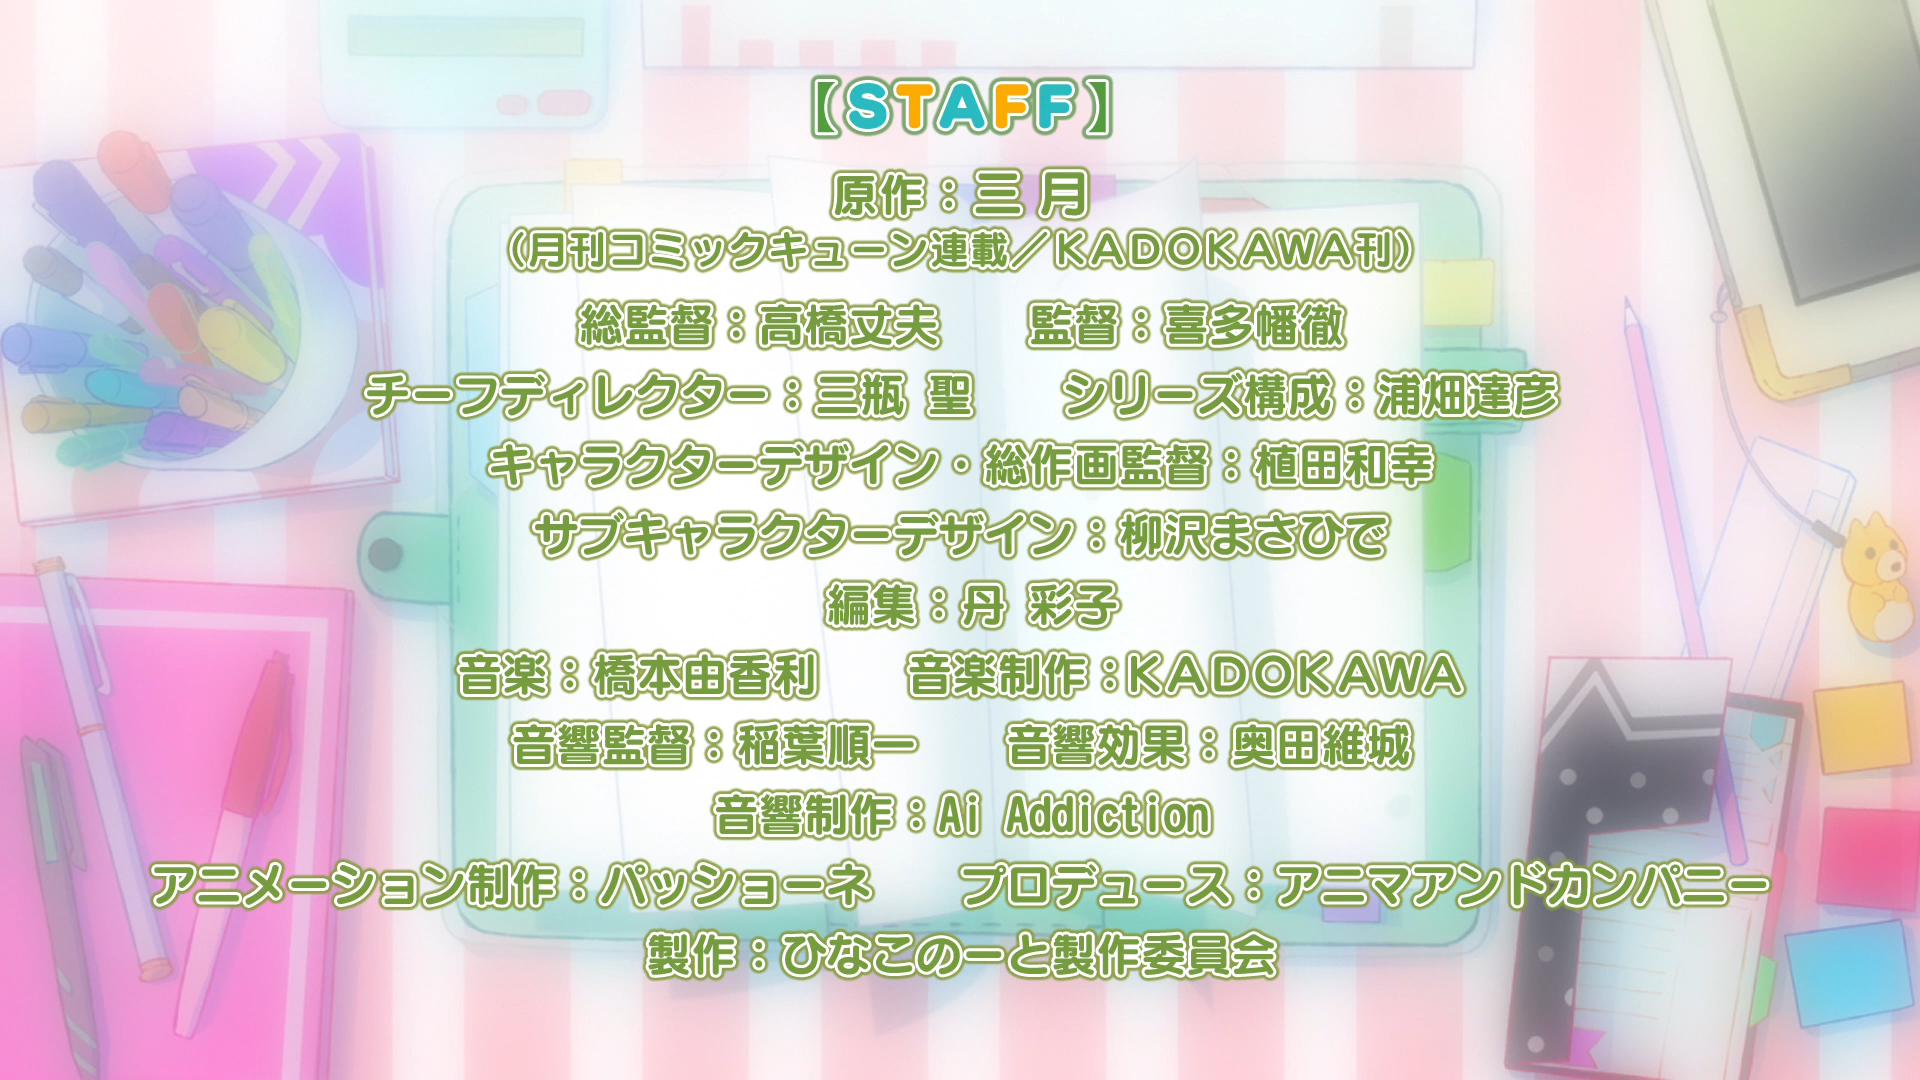 【STAFF】
原作：三月
（月刊コミックキューン連載／KADOKAWA刊）
総監督：高橋丈夫　　監督：喜多幡徹
チーフディレクター：三瓶 聖　　シリーズ構成：浦畑達彦
キャラクターデザイン・総作画監督：植田和幸
サブキャラクターデザイン：柳沢まさひで
編集：丹 彩子
音楽：橋本由香利　　音楽制作：KADOKAWA
音響監督：稲葉順一　　音響効果：奥田維城
音響制作：Ai Addiction
アニメーション制作：パッショーネ　　プロデュース：アニマアンドカンパニー
製作：ひなこのーと製作委員会